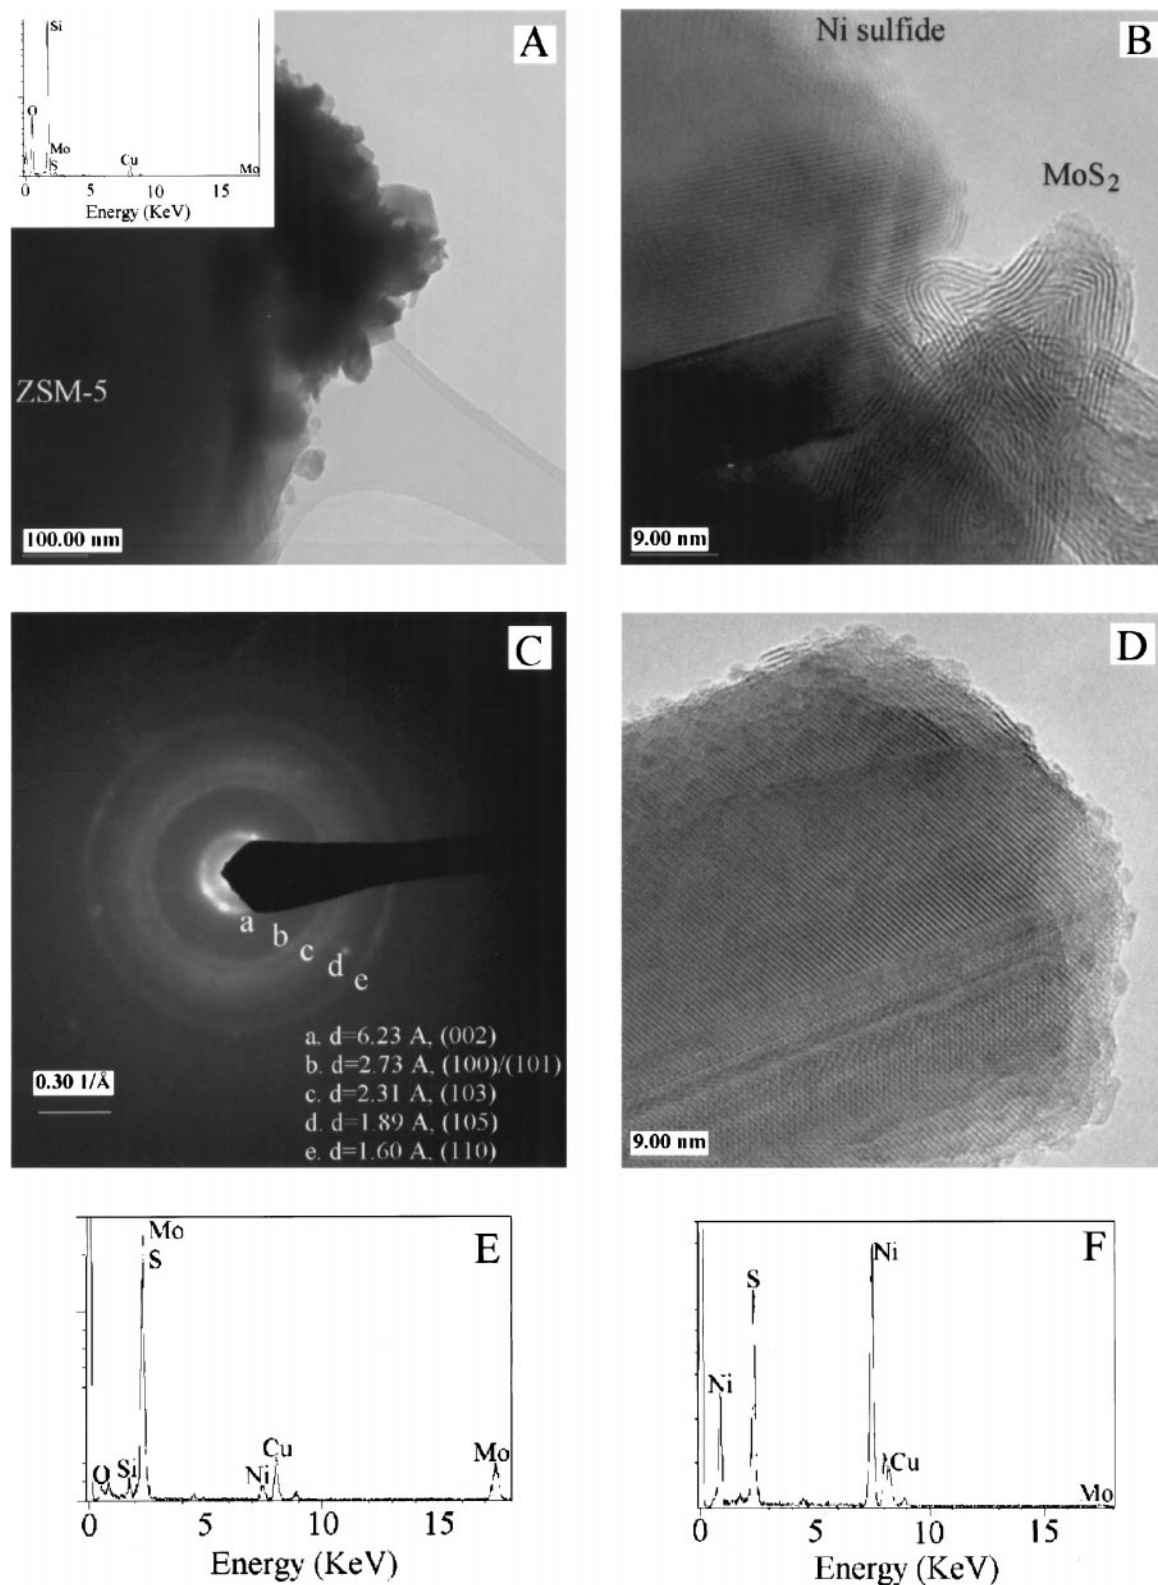 A
Si
O
Mo
S
Cu
Mo
0 5 10 15
Energy (KeV)
ZSM-5
100.00 nm
B
Ni sulfide
MoS2
9.00 nm
C
a
b
c
d
e
a. d=6.23 A, (002)
b. d=2.73 A, (100)/(101)
c. d=2.31 A, (103)
d. d=1.89 A, (105)
e. d=1.60 A, (110)
0.30 1/Å
D
9.00 nm
E
Mo
S
O
Si
Ni
Cu
Mo
0 5 10 15
Energy (KeV)
F
Ni
S
Ni
Cu
Mo
0 5 10 15
Energy (KeV)